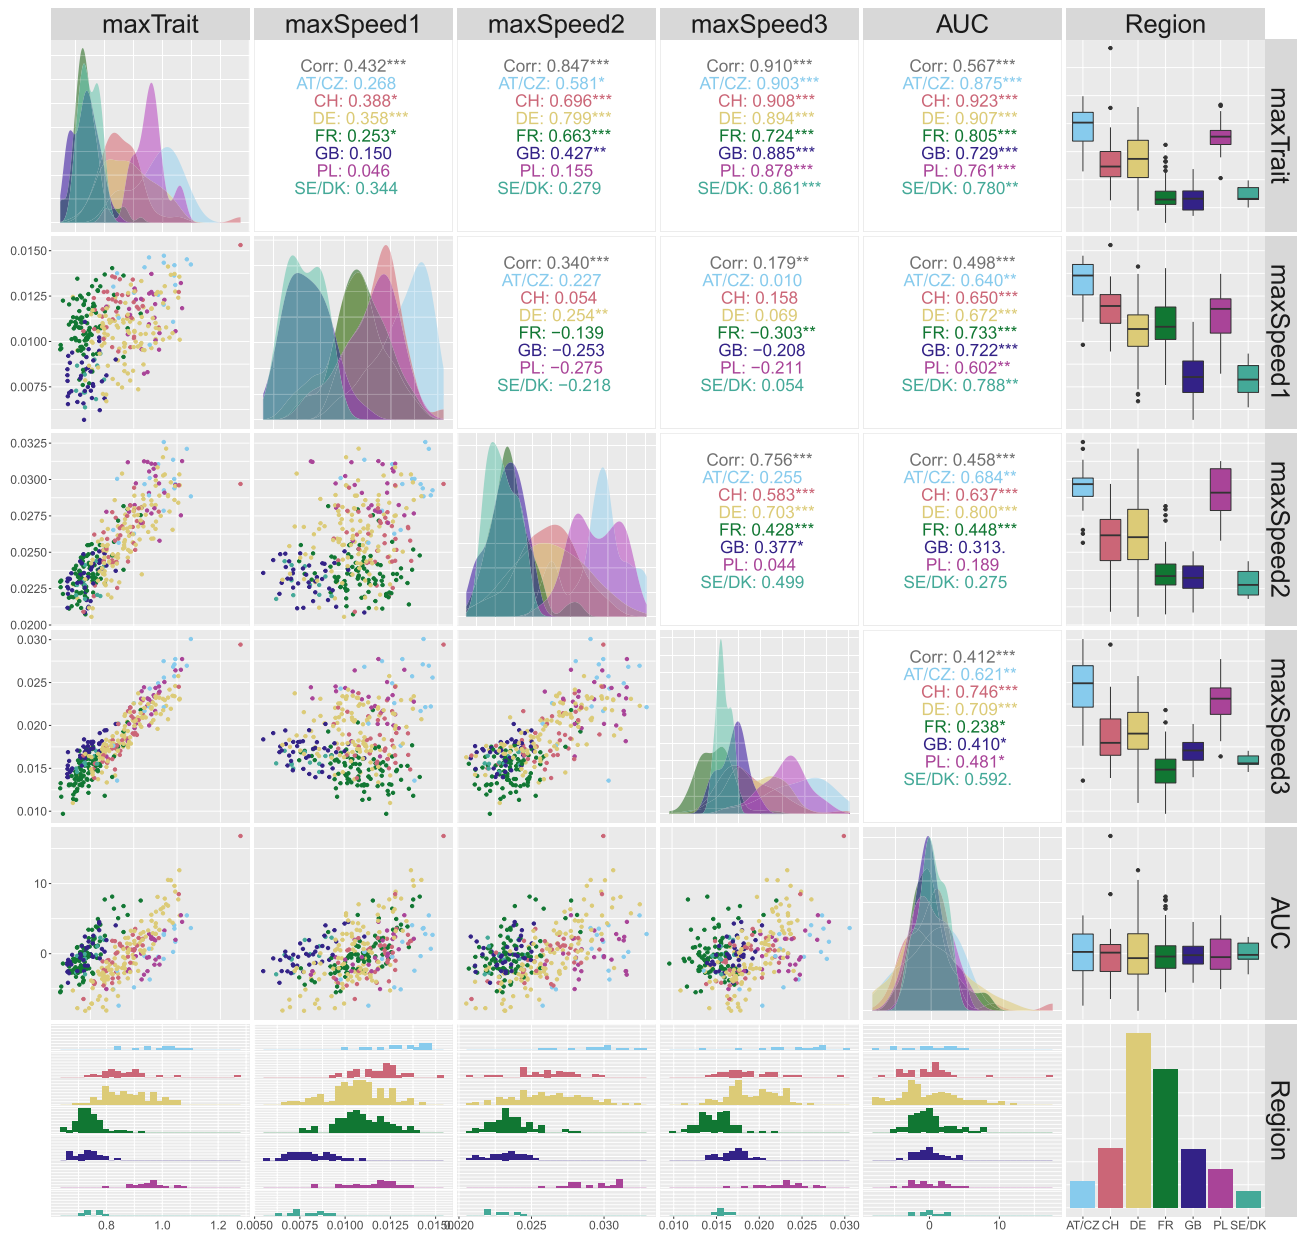 maxTrait
maxSpeed1
maxSpeed2
maxSpeed3
AUC
Region
Corr: 0.432***
AT/CZ: 0.268
CH: 0.388*
DE: 0.358***
FR: 0.253*
GB: 0.150
PL: 0.046
SE/DK: 0.344
Corr: 0.847***
AT/CZ: 0.581*
CH: 0.696***
DE: 0.799***
FR: 0.663***
GB: 0.427**
PL: 0.155
SE/DK: 0.279
Corr: 0.910***
AT/CZ: 0.903***
CH: 0.908***
DE: 0.894***
FR: 0.724***
GB: 0.885***
PL: 0.878***
SE/DK: 0.861***
Corr: 0.567***
AT/CZ: 0.875***
CH: 0.923***
DE: 0.907***
FR: 0.805***
GB: 0.729***
PL: 0.761***
SE/DK: 0.780**
maxTrait
0.0150
0.0125
0.0100
0.0075
Corr: 0.340***
AT/CZ: 0.227
CH: 0.054
DE: 0.254**
FR: −0.139
GB: −0.253
PL: −0.275
SE/DK: −0.218
Corr: 0.179**
AT/CZ: 0.010
CH: 0.158
DE: 0.069
FR: −0.303**
GB: −0.208
PL: −0.211
SE/DK: 0.054
Corr: 0.498***
AT/CZ: 0.640**
CH: 0.650***
DE: 0.672***
FR: 0.733***
GB: 0.722***
PL: 0.602**
SE/DK: 0.788**
maxSpeed1
0.0325
0.0300
0.0275
0.0250
0.0225
0.0200
Corr: 0.756***
AT/CZ: 0.255
CH: 0.583***
DE: 0.703***
FR: 0.428***
GB: 0.377*
PL: 0.044
SE/DK: 0.499
Corr: 0.458***
AT/CZ: 0.684**
CH: 0.637***
DE: 0.800***
FR: 0.448***
GB: 0.313.
PL: 0.189
SE/DK: 0.275
maxSpeed2
0.030
0.025
0.020
0.015
0.010
Corr: 0.412***
AT/CZ: 0.621**
CH: 0.746***
DE: 0.709***
FR: 0.238*
GB: 0.410*
PL: 0.481*
SE/DK: 0.592.
maxSpeed3
10
0
AUC
Region
0.8
1.0
1.2
0.0050
0.0075
0.0100
0.0125
0.0150
0.020
0.025
0.030
0.010
0.015
0.020
0.025
0.030
0
10
AT/CZ
CH
DE
FR
GB
PL
SE/DK